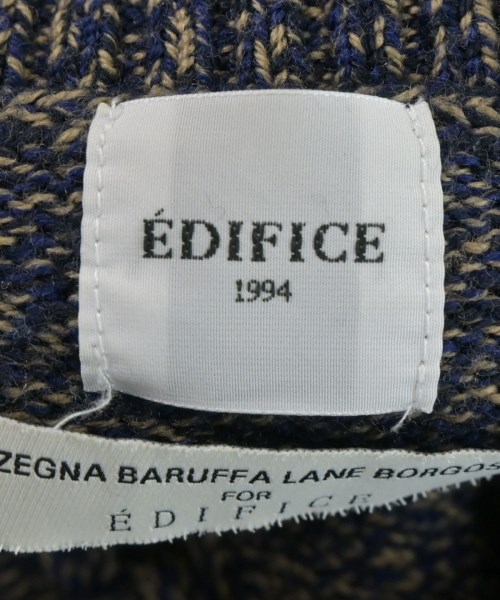 ÉDIFICE
1994
ZEGNA BARUFFA LANE BORGOS
FOR
ÉDIFICE